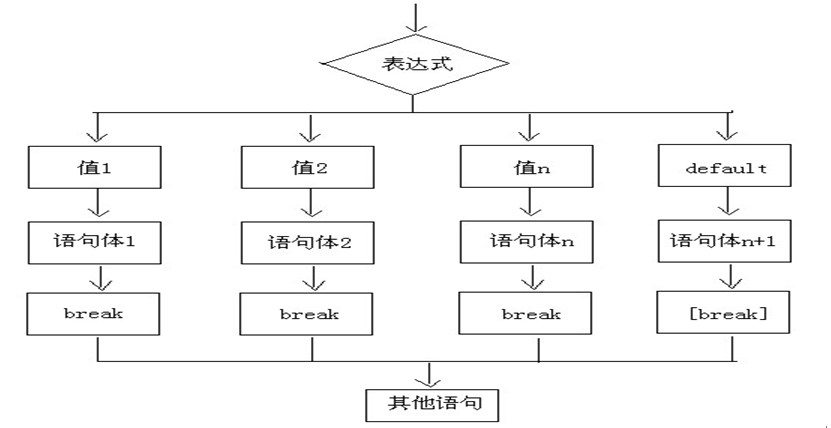 表达式
值1 值2 值n default
语句体1 语句体2 语句体n 语句体n+1
break break break [break]
其他语句